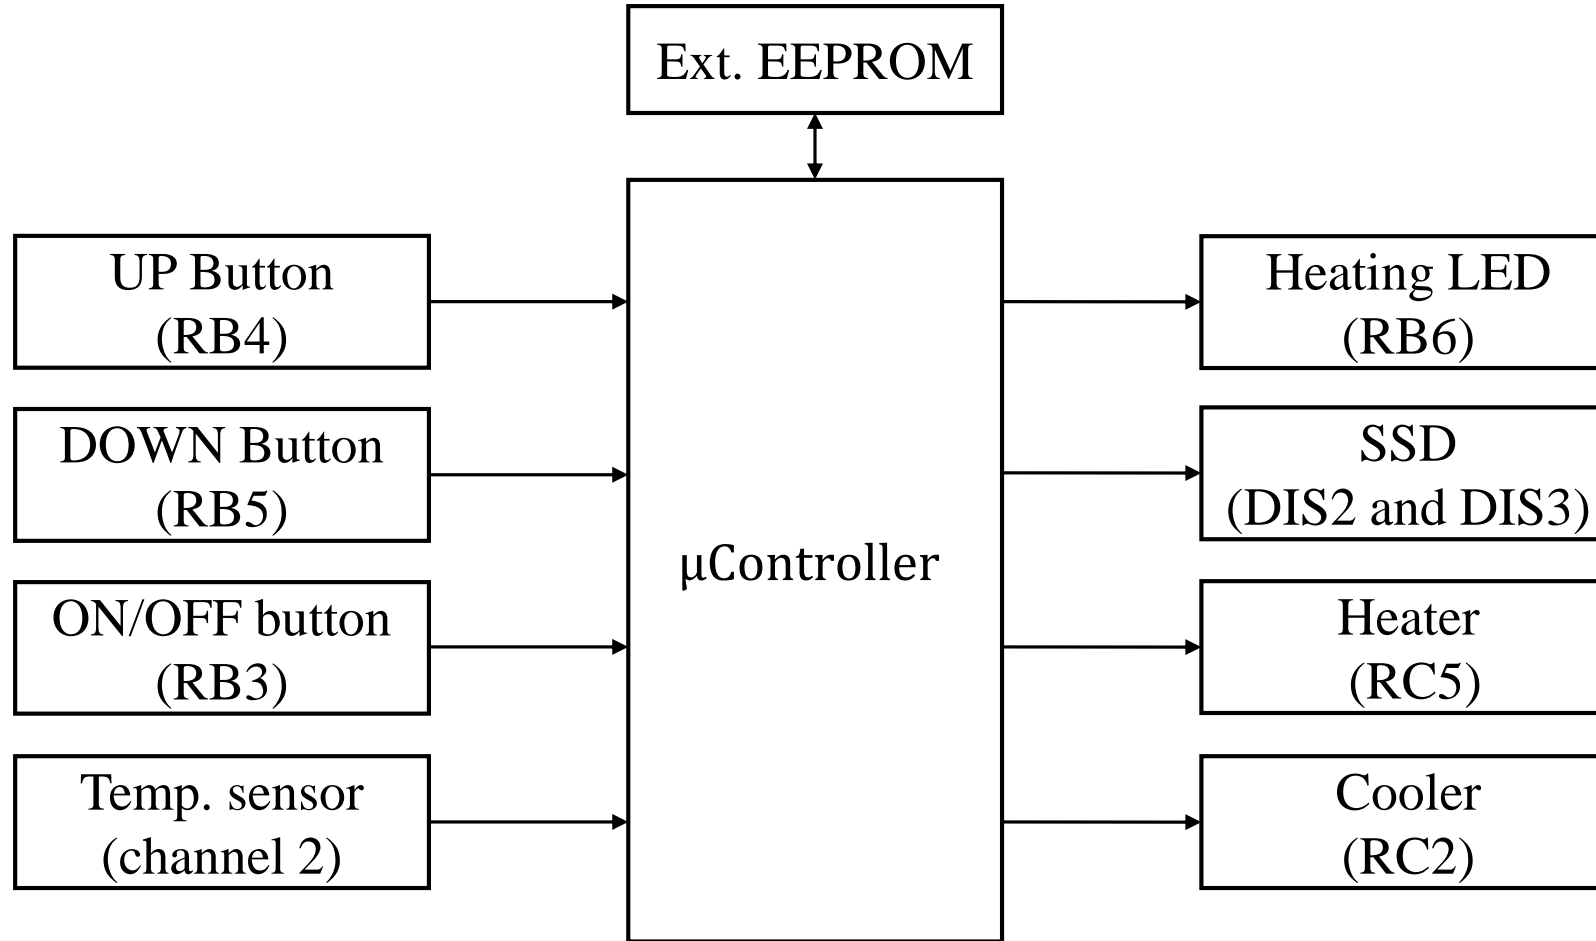 Ext. EEPROM
UP Button
(RB4)
DOWN Button
(RB5)
ON/OFF button
(RB3)
Temp. sensor
(channel 2)
μController
Heating LED
(RB6)
SSD
(DIS2 and DIS3)
Heater
(RC5)
Cooler
(RC2)